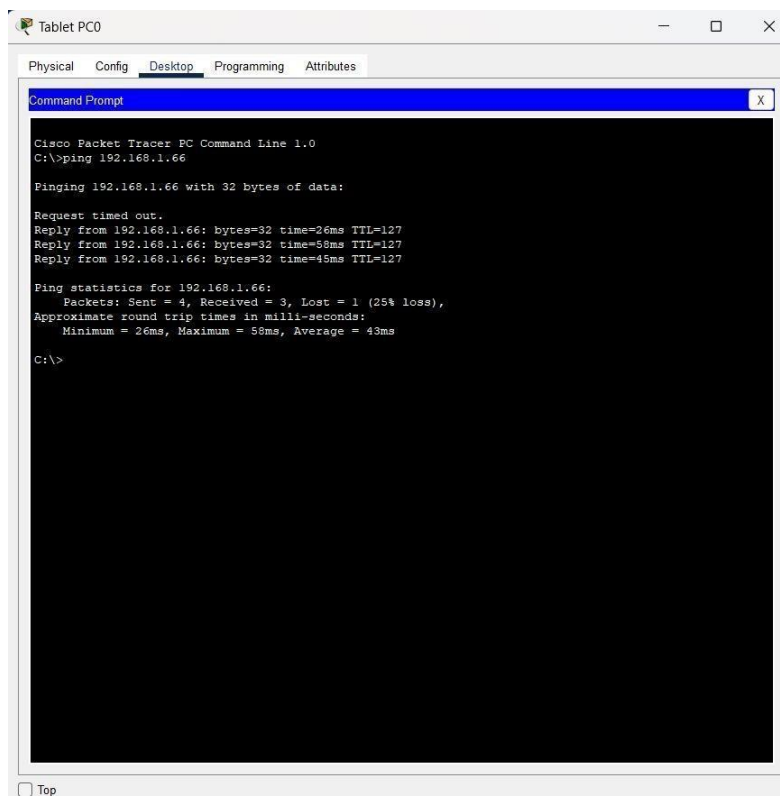 Tablet PC0
Physical Config Desktop Programming Attributes
Command Prompt
X
Cisco Packet Tracer PC Command Line 1.0
C:\>ping 192.168.1.66
Pinging 192.168.1.66 with 32 bytes of data:
Request timed out.
Reply from 192.168.1.66: bytes=32 time=26ms TTL=127
Reply from 192.168.1.66: bytes=32 time=58ms TTL=127
Reply from 192.168.1.66: bytes=32 time=45ms TTL=127
Ping statistics for 192.168.1.66:
Packets: Sent = 4, Received = 3, Lost = 1 (25% loss),
Approximate round trip times in milli-seconds:
Minimum = 26ms, Maximum = 58ms, Average = 43ms
C:\>
Top